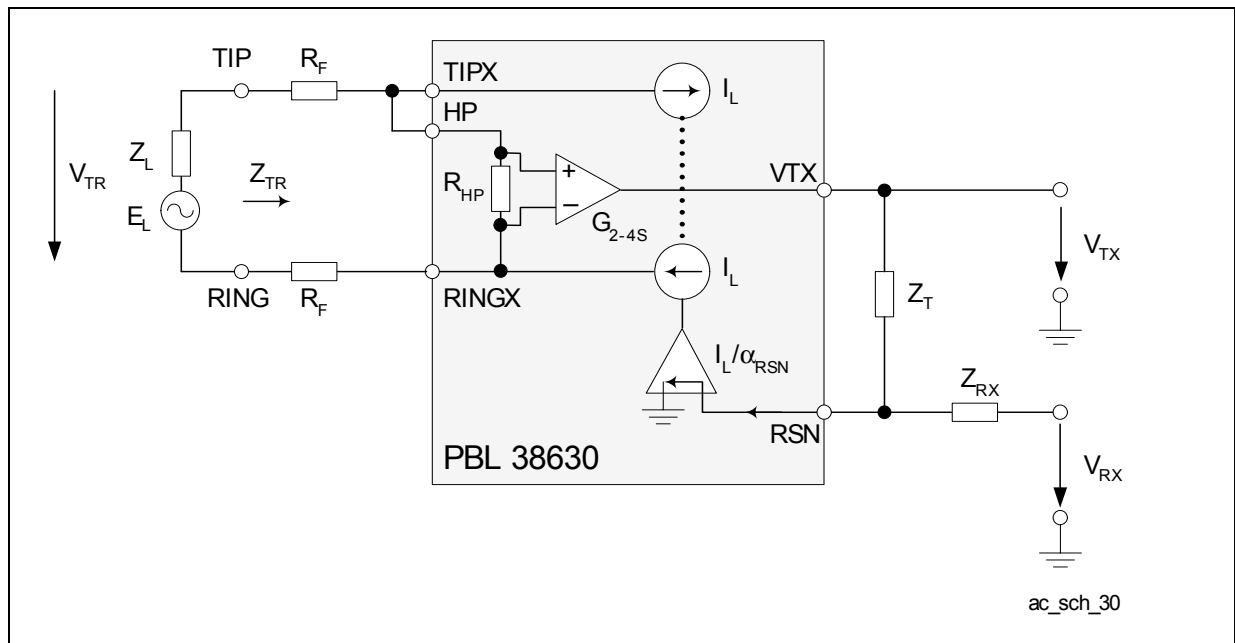 TIP
R_F
TIPX
I_L
HP
Z_L
V_TR
Z_TR
R_HP
+
−
VTX
E_L
G_2-4S
V_TX
I_L
Z_T
RING
R_F
RINGX
I_L/α_RSN
Z_RX
RSN
PBL 38630
V_RX
ac_sch_30